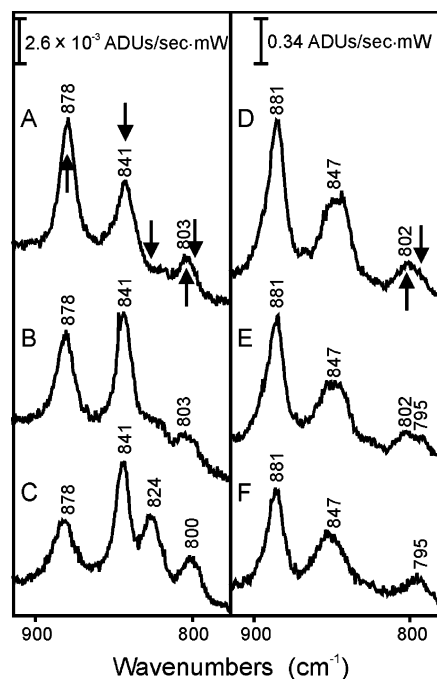 2.6 × 10⁻³ ADUs/sec·mW
0.34 ADUs/sec·mW
A
878
841
803
D
881
847
802
B
878
841
803
E
881
847
802
795
C
878
841
824
800
F
881
847
795
900
800
900
800
Wavenumbers (cm⁻¹)